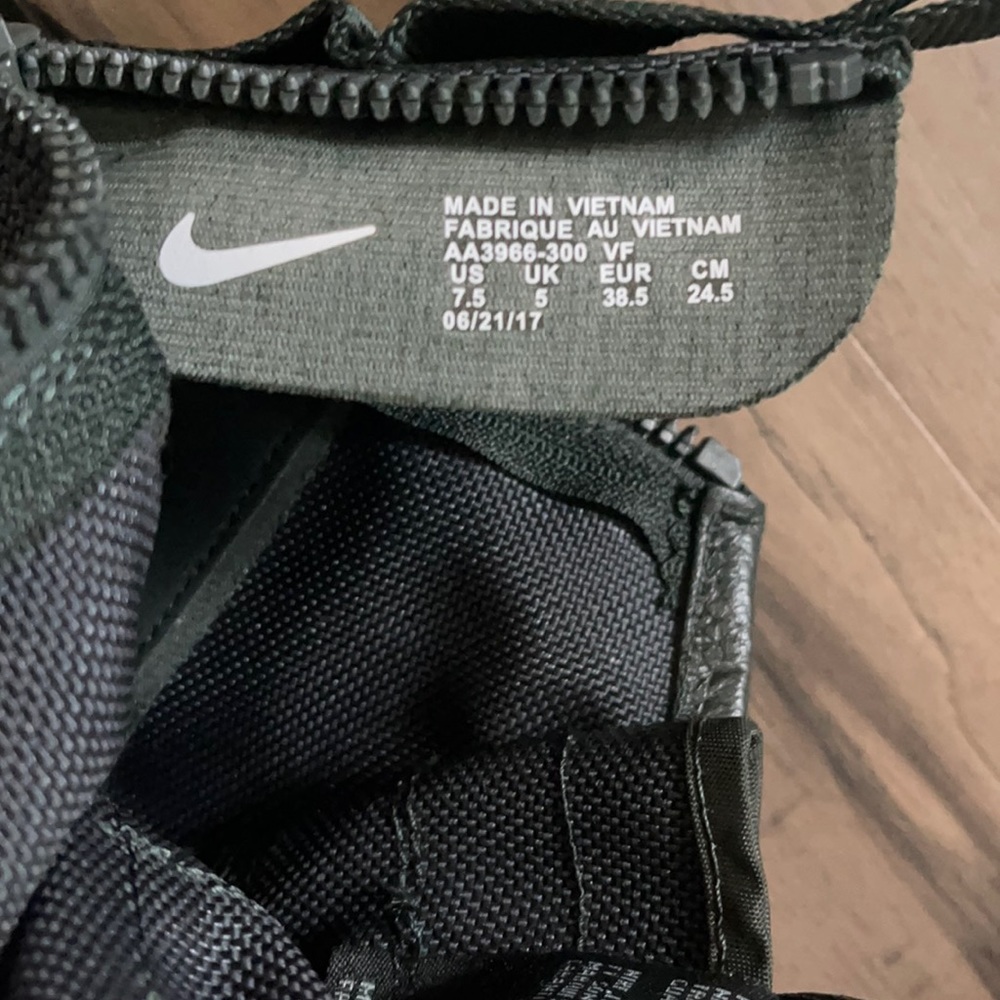 MADE IN VIETNAM
FABRIQUE AU VIETNAM
AA3966-300 VF
US UK EUR CM
7.5 5 38.5 24.5
06/21/17